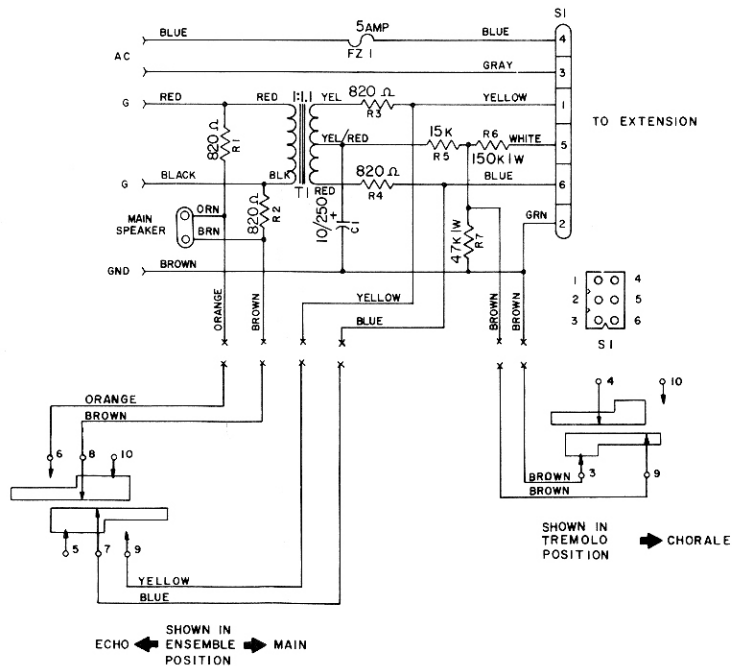 S1
5AMP
BLUE
FZ 1
BLUE
4
AC
GRAY
3
G
RED
RED
1:1.1
YEL
820 Ω
R3
YELLOW
1
TO EXTENSION
820 Ω
R1
YEL/RED
15K
R5
R6
150K 1W
WHITE
5
G
BLACK
BLK
T1
RED
820 Ω
R4
BLUE
6
MAIN
SPEAKER
ORN
BRN
820 Ω
R2
10/250
+
C1
47K 1W
R7
GRN
2
GND
BROWN
1
4
2
5
3
6
S1
ORANGE
BROWN
YELLOW
BLUE
BROWN
BROWN
ORANGE
BROWN
6
8
10
5
7
9
YELLOW
BLUE
4
10
BROWN
3
9
BROWN
SHOWN IN
TREMOLO
POSITION
CHORALE
ECHO
SHOWN IN
ENSEMBLE
POSITION
MAIN